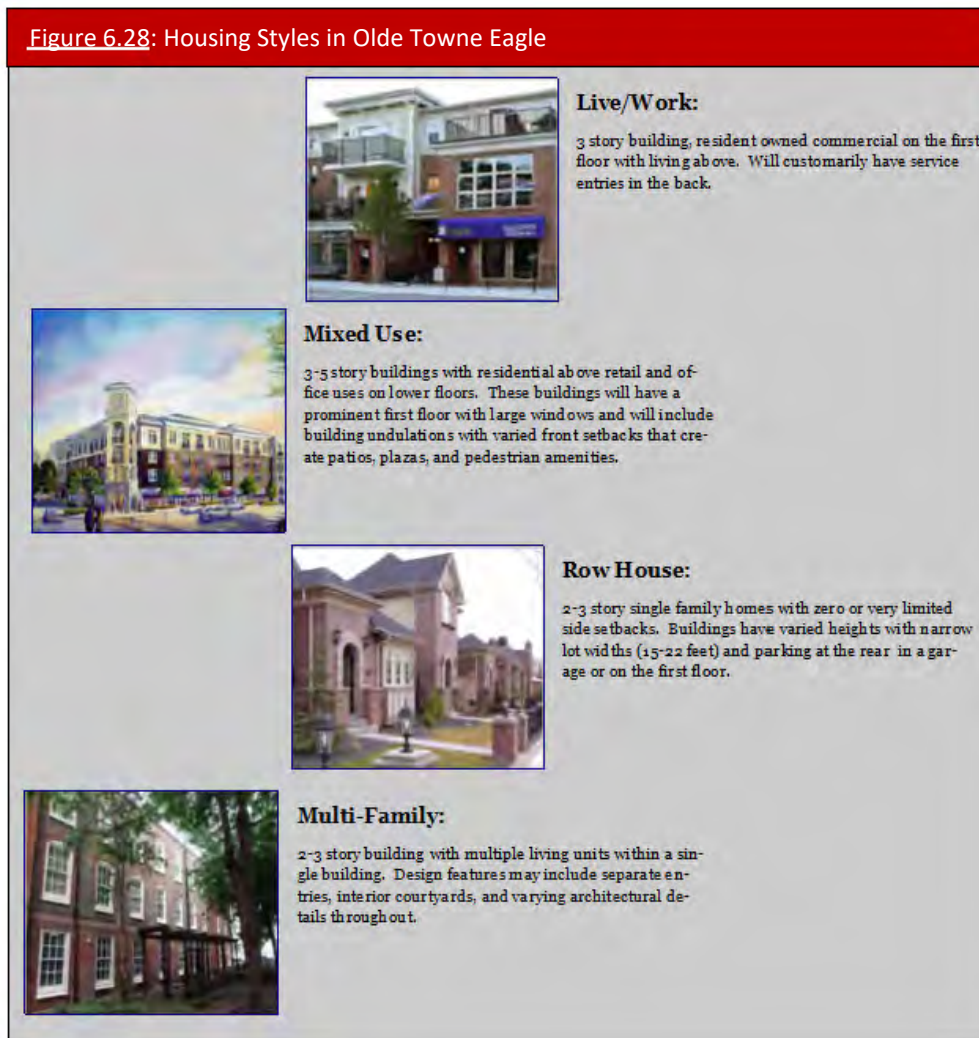 Figure 6.28: Housing Styles in Olde Towne Eagle
Live/Work:
3 story building, resident owned commercial on the first
floor with living above. Will customarily have service
entries in the back.
Mixed Use:
3-5 story buildings with residential above retail and of-
fice uses on lower floors. These buildings will have a
prominent first floor with large windows and will include
building undulations with varied front setbacks that cre-
ate patios, plazas, and pedestrian amenities.
Row House:
2-3 story single family homes with zero or very limited
side setbacks. Buildings have varied heights with narrow
lot widths (15-22 feet) and parking at the rear in a gar-
age or on the first floor.
Multi-Family:
2-3 story building with multiple living units within a sin-
gle building. Design features may include separate en-
tries, interior courtyards, and varying architectural de-
tails throughout.